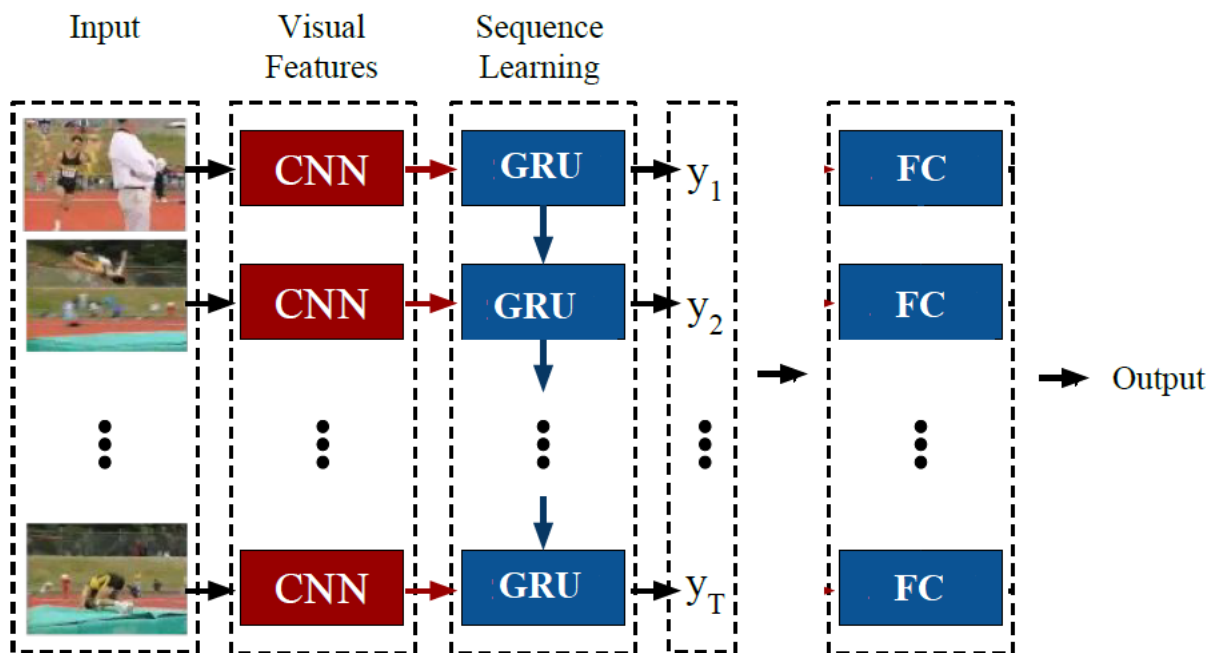 Input
Visual
Features
Sequence
Learning
CNN
GRU
y1
FC
CNN
GRU
y2
FC
Output
CNN
GRU
yT
FC